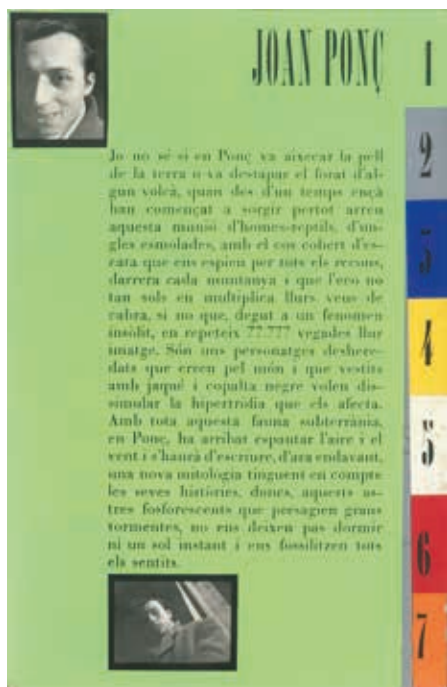 JOAN PONÇ
1
2
3
4
5
6
7
Jo no sé si en Ponç va aixecar la pell
de la terra o va destapar el forat d'al-
gun volcà, quan des d'un temps ençà
han començat a sorgir pertot arreu
aquesta munió d'homes-reptils, d'un-
gles esmolades, amb el cos cobert d'es-
cata que ens espien per tots els recons,
darrera cada montanya i que l'eco no
tan sols en multiplica llurs veus de
cabra, si no que, degut a un fenomen
insòlit, en repeteix 77.777 vegades llur
imatge. Són uns personatges deshere-
dats que creen pel món i que vestits
amb jaqué i copalta negre volen dis-
simular la hipertròdia que els afecta.
Amb tota aquesta fauna subterrània,
en Ponç, ha arribat espantar l'aire i el
vent i s'haurà d'escriure, d'ara endavant,
una nova mitologia tinguent en compte
les seves històries, doncs, aquests as-
tres fosforescents que presagien grans
tormentes, no ens deixen pas dormir
ni un sol instant i ens fossilitzen tots
els sentits.